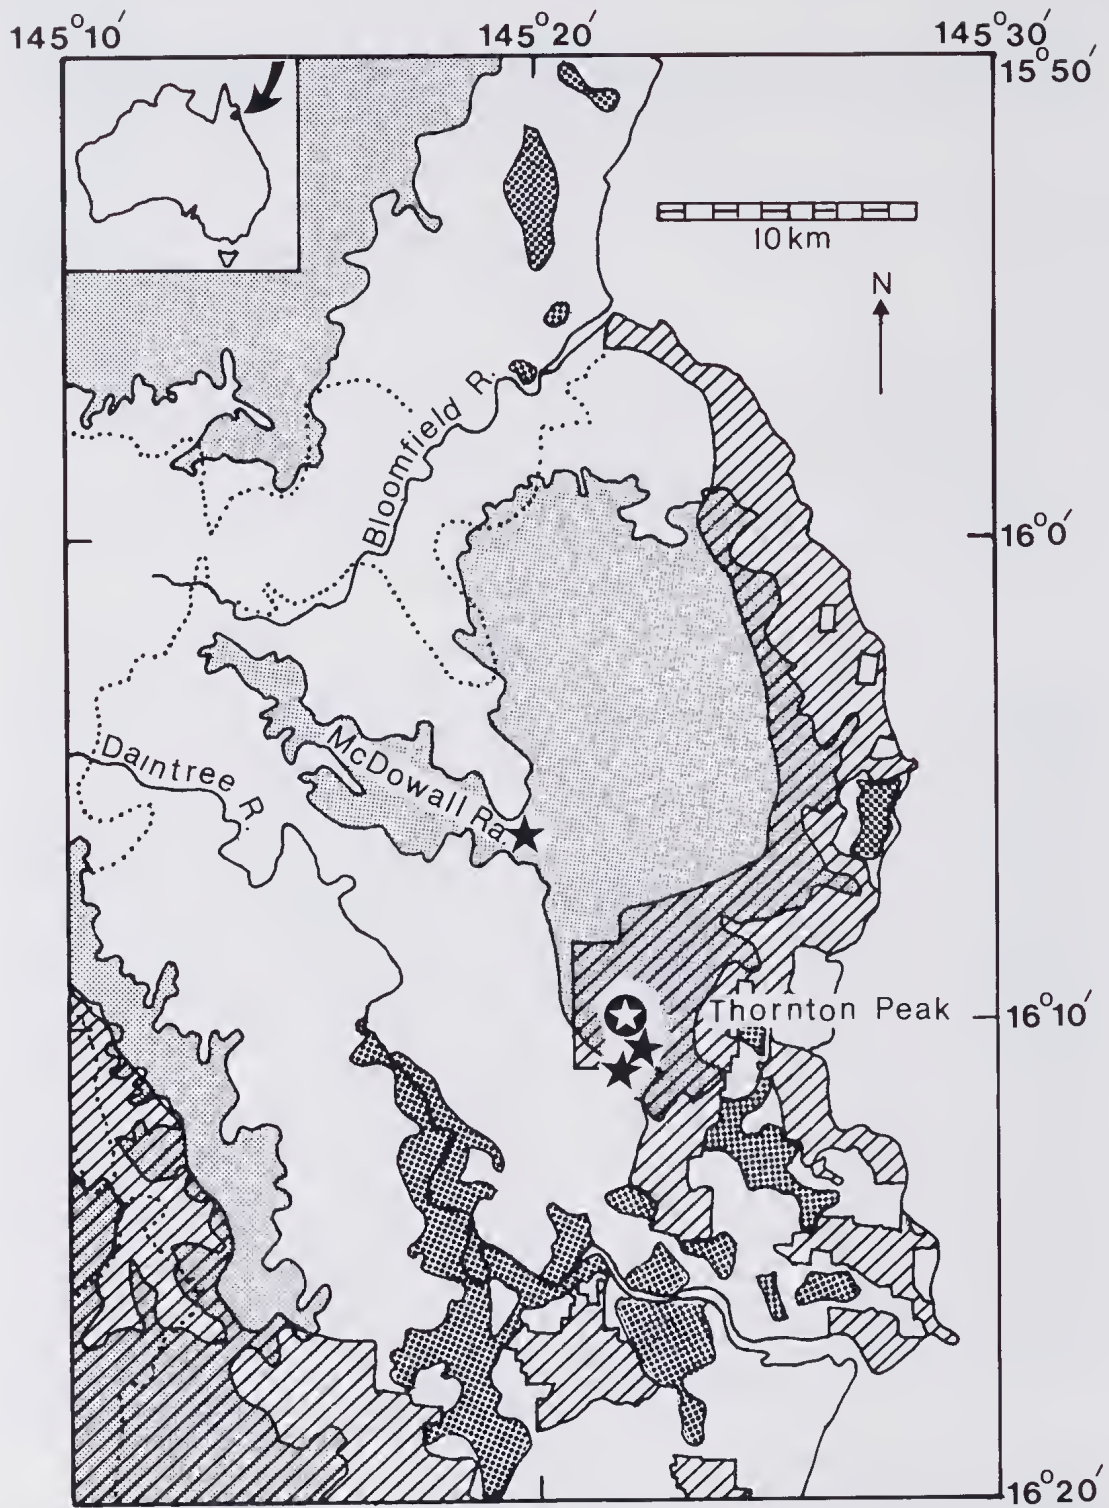 145°10′
145°20′
145°30′
15°50′
10 km
N
Bloomfield R.
16°0′
McDowall Ra.
Daintree R.
Thornton Peak
16°10′
16°20′